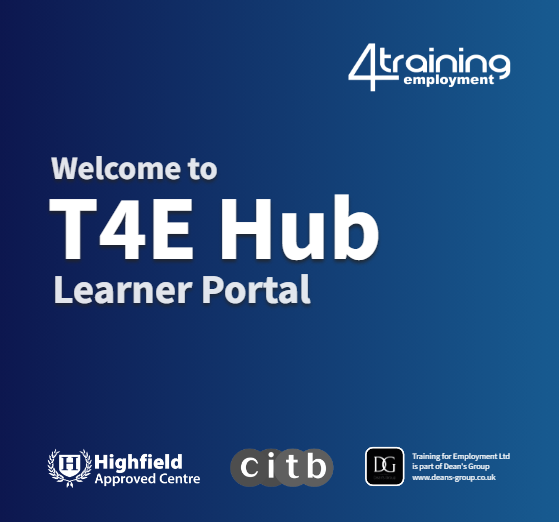 4training
employment
Welcome to
T4E Hub
Learner Portal
H Highfield
Approved Centre
citb
DG
Training for Employment Ltd
is part of Dean's Group
www.deans-group.co.uk